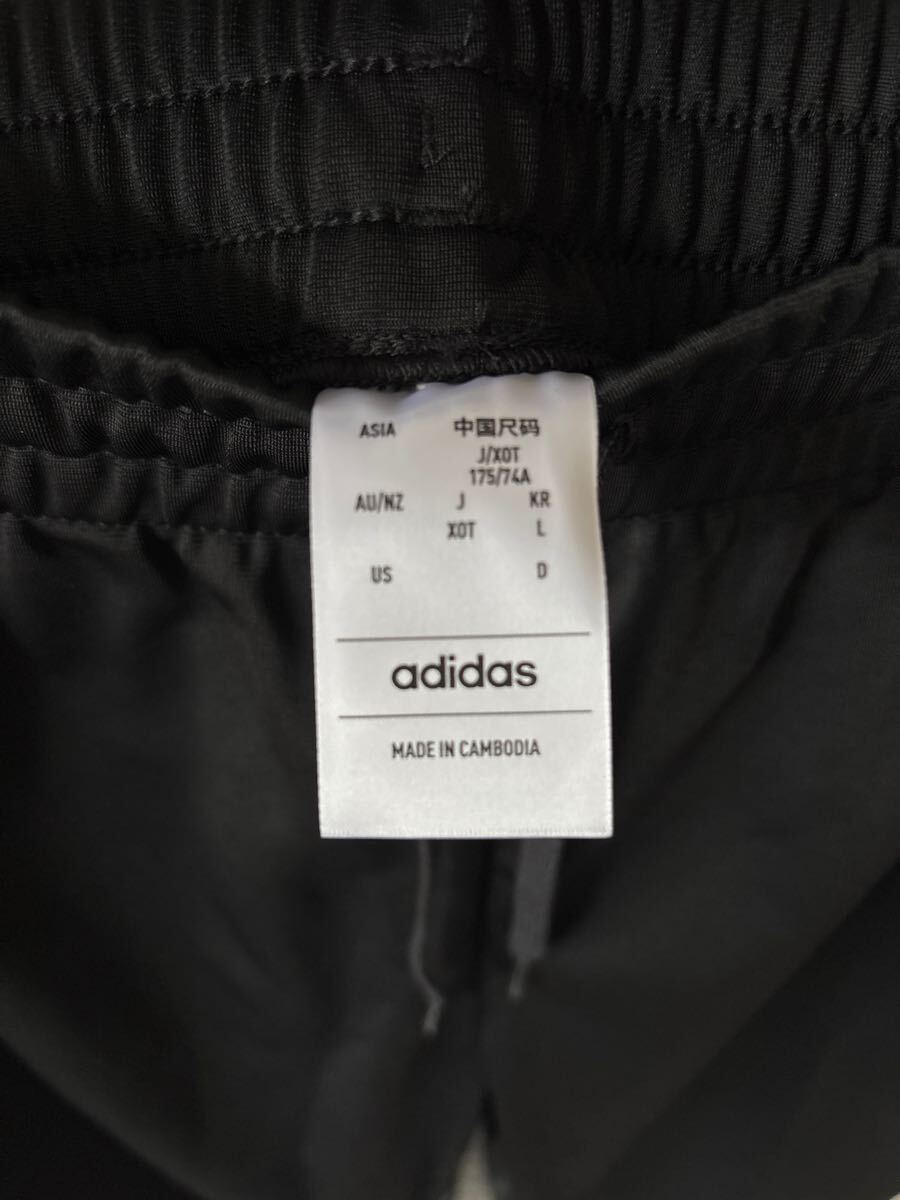 ASIA 中国尺码
J/XOT
175/74A
AU/NZ J KR
XOT L
US D
adidas
MADE IN CAMBODIA